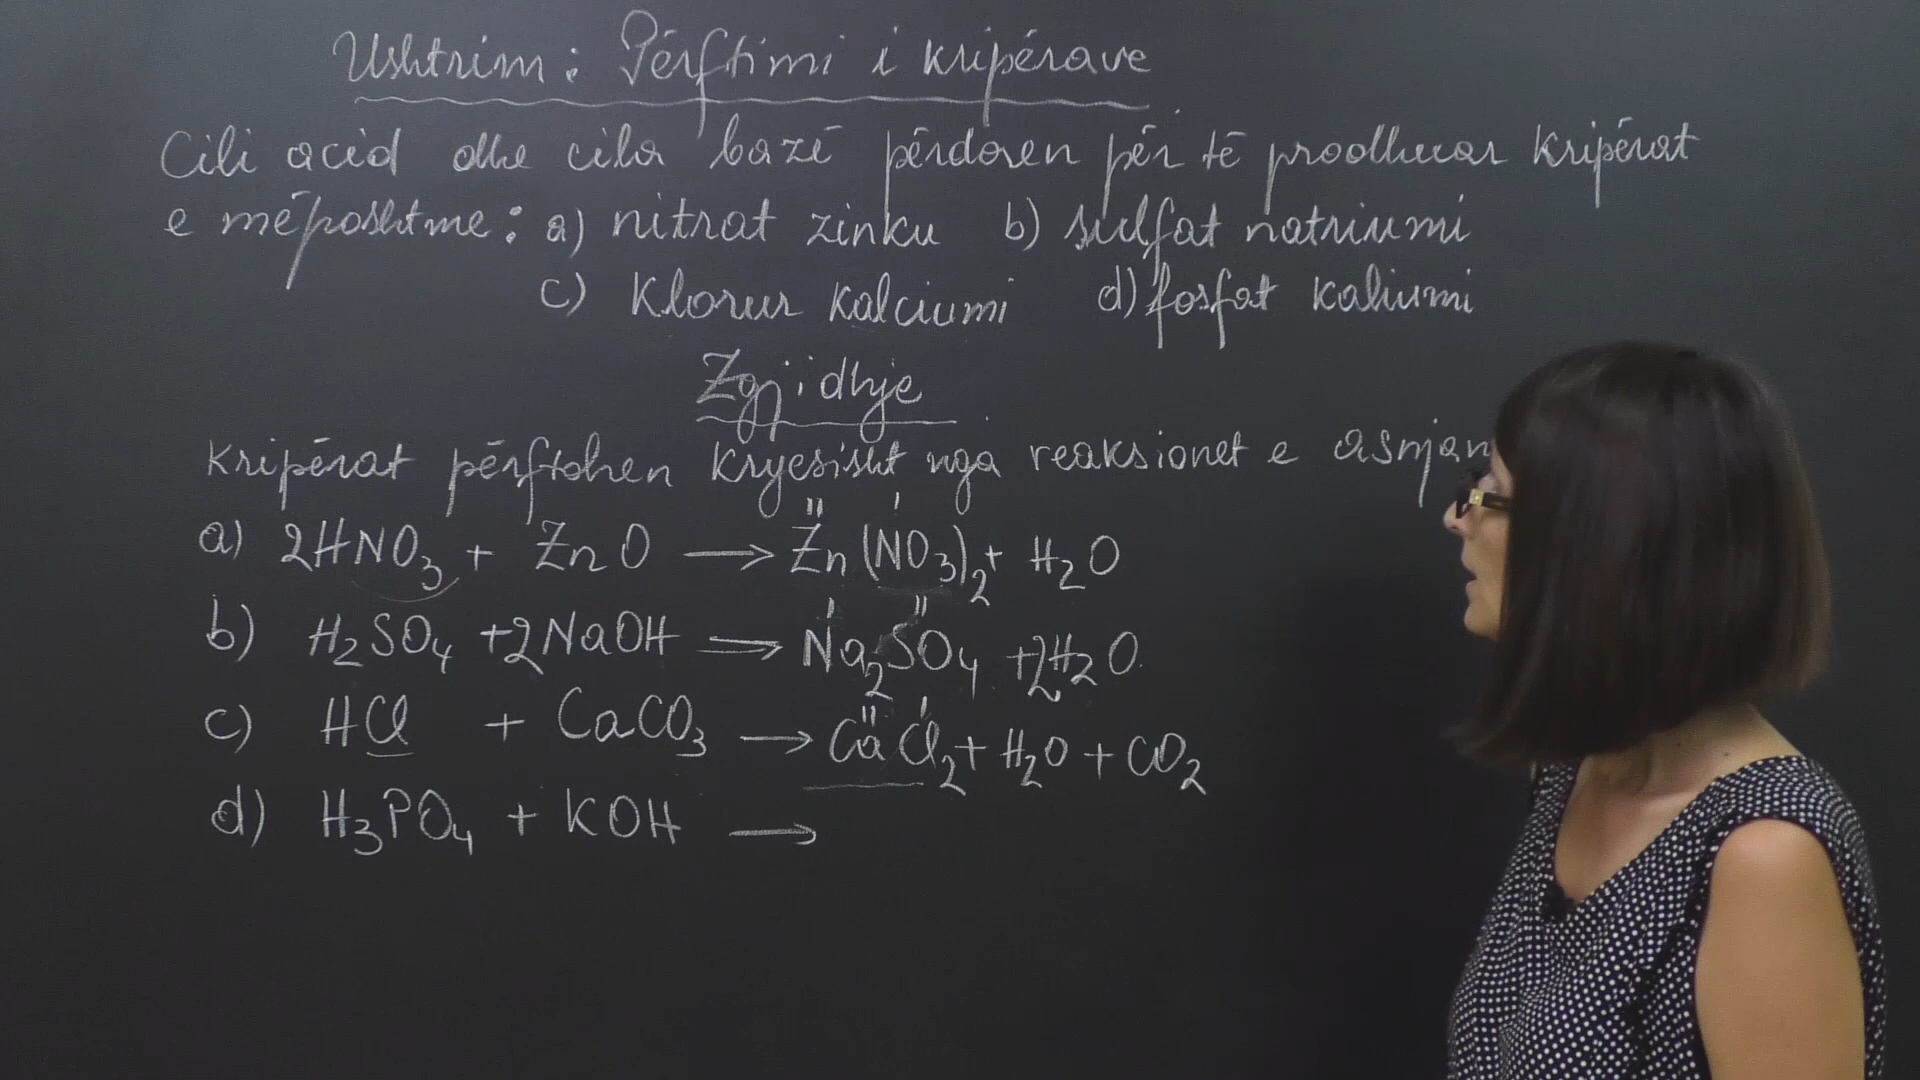 Ushtrim: Përftimi i kripërave
Cili acid dhe cila bazë përdoren për të prodhuar kripërat
e mëposhtme: a) nitrat zinku b) sulfat natriumi
c) Klorur kalciumi d) fosfat kaliumi
Zgjidhje
Kripërat përftohen kryesisht nga reaksionet e asnjan
a) 2HNO₃ + ZnO → Zn(NO₃)₂ + H₂O
b) H₂SO₄ + 2NaOH → Na₂SO₄ + 2H₂O
c) HCl + CaCO₃ → CaCl₂ + H₂O + CO₂
d) H₃PO₄ + KOH →